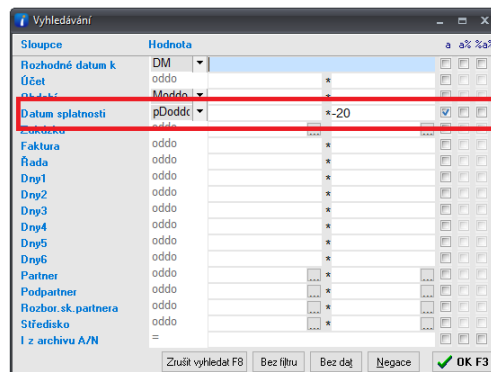 Vyhledávání
Sloupce Hodnota a a% %a%
Rozhodné datum k DM
Účet oddo *
Období Moddo *
Datum splatnosti pDoddo *-20
Zakázka oddo ... * ...
Faktura oddo *
Řada oddo *
Dny1 oddo *
Dny2 oddo *
Dny3 oddo *
Dny4 oddo *
Dny5 oddo *
Dny6 oddo *
Partner oddo ... * ...
Podpartner oddo ... * ...
Rozbor.sk.partnera oddo ... * ...
Středisko oddo ... * ...
I z archivu A/N =
Zrušit vyhledat F8 Bez filtru Bez dat Negace OK F3